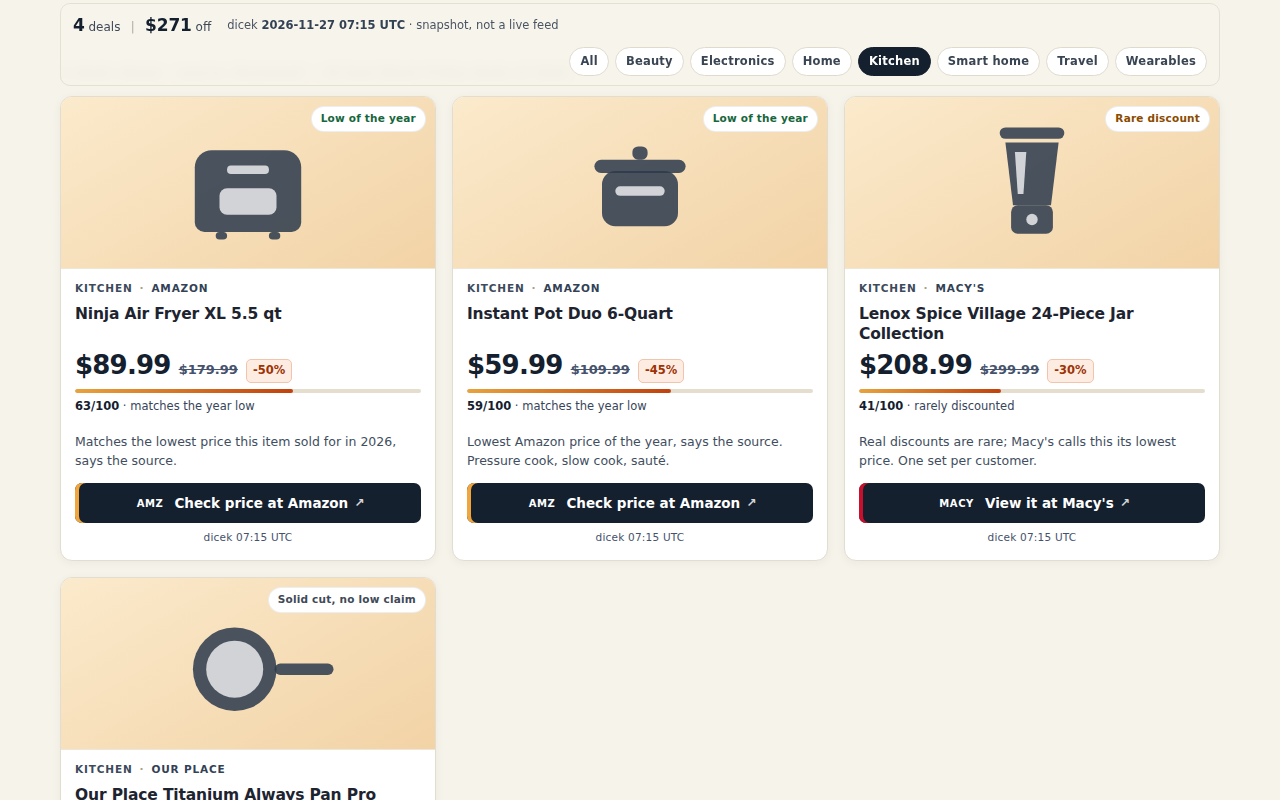 4 deals | $271 off dicek 2026-11-27 07:15 UTC · snapshot, not a live feed
All Beauty Electronics Home Kitchen Smart home Travel Wearables
Low of the year
KITCHEN · AMAZON
Ninja Air Fryer XL 5.5 qt
$89.99 $179.99 -50%
63/100 · matches the year low
Matches the lowest price this item sold for in 2026,
says the source.
AMZ Check price at Amazon ↗
dicek 07:15 UTC
Low of the year
KITCHEN · AMAZON
Instant Pot Duo 6-Quart
$59.99 $109.99 -45%
59/100 · matches the year low
Lowest Amazon price of the year, says the source.
Pressure cook, slow cook, sauté.
AMZ Check price at Amazon ↗
dicek 07:15 UTC
Rare discount
KITCHEN · MACY'S
Lenox Spice Village 24-Piece Jar
Collection
$208.99 $299.99 -30%
41/100 · rarely discounted
Real discounts are rare; Macy's calls this its lowest
price. One set per customer.
MACY View it at Macy's ↗
dicek 07:15 UTC
Solid cut, no low claim
KITCHEN · OUR PLACE
Our Place Titanium Always Pan Pro